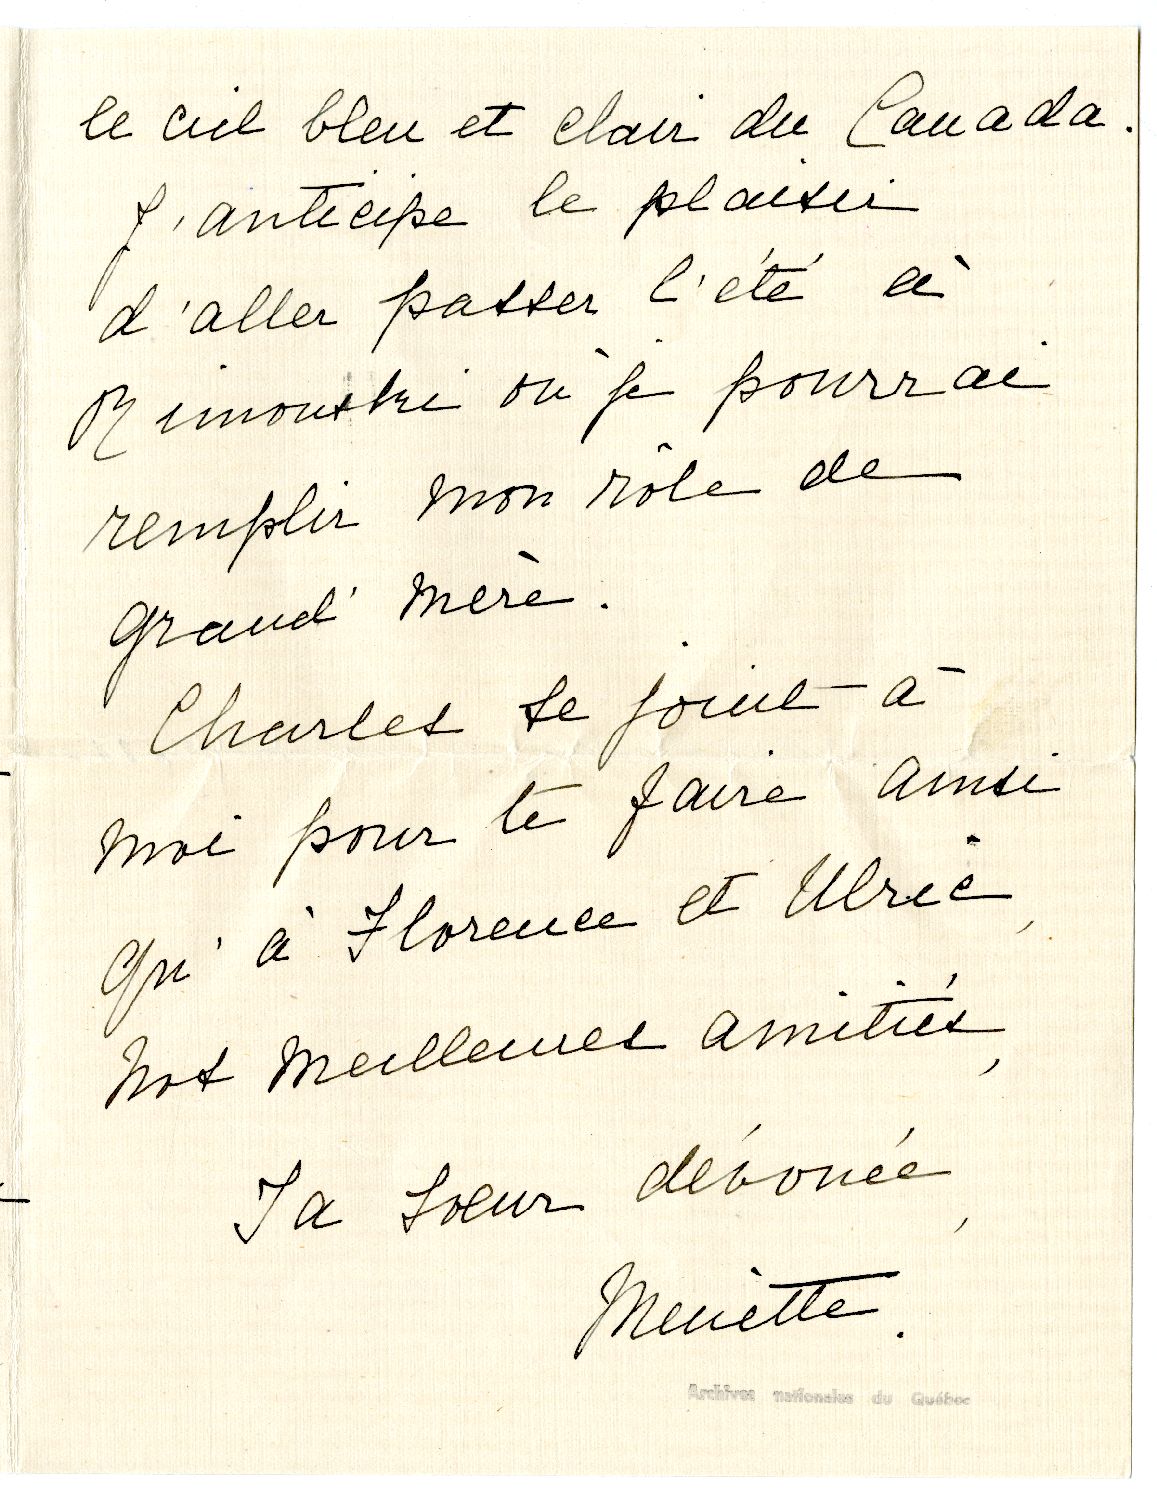 le ciel bleu et clair du Canada.
J'anticipe le plaisir
d'aller passer l'été à
Rimouski où je pourrai
remplir mon rôle de
grand' mère.
Charles se joint à
moi pour te faire ainsi
qu'à Florence et Ulric,
nos meilleures amitiés,
Ta soeur dévouée,
Menette.
Archives nationales du Québec